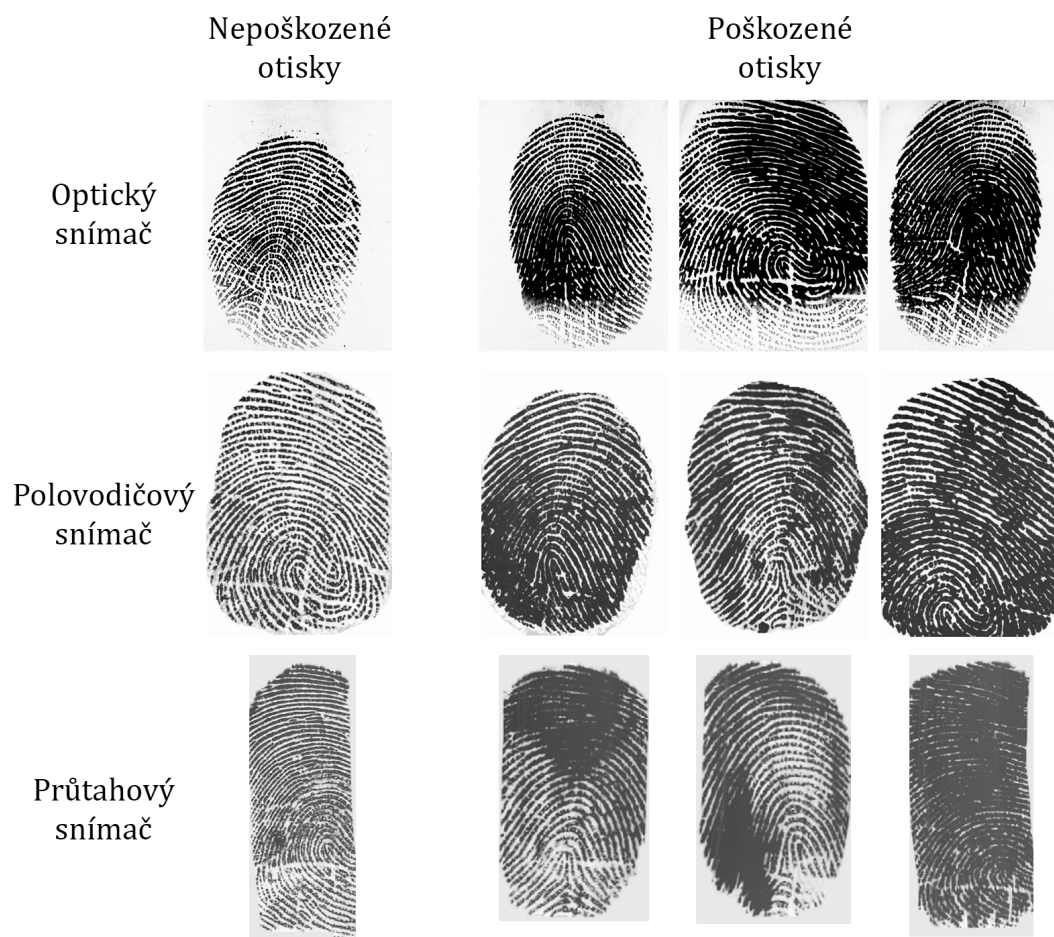 Nepoškozené
otisky
Poškozené
otisky
Optický
snímač
Polovodičový
snímač
Průtahový
snímač